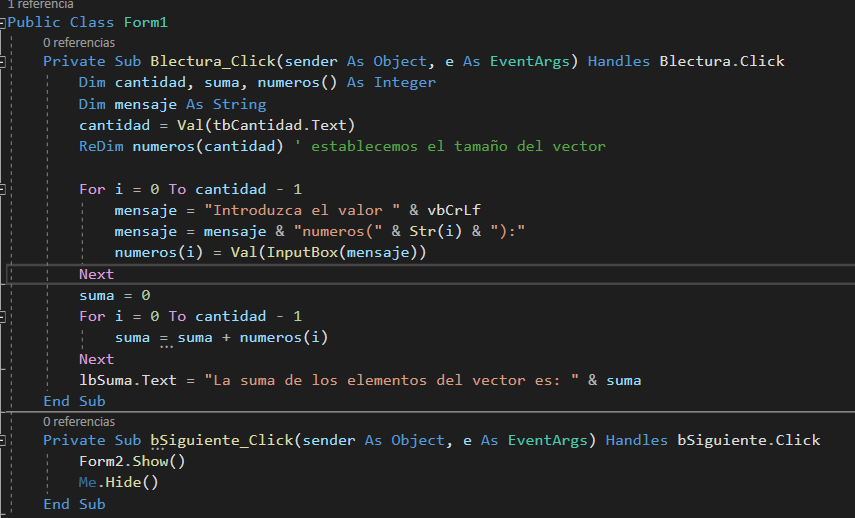 1 referencia
Public Class Form1
0 referencias
Private Sub Blectura_Click(sender As Object, e As EventArgs) Handles Blectura.Click
Dim cantidad, suma, numeros() As Integer
Dim mensaje As String
cantidad = Val(tbCantidad.Text)
ReDim numeros(cantidad) ' establecemos el tamaño del vector
For i = 0 To cantidad - 1
mensaje = "Introduzca el valor " & vbCrLf
mensaje = mensaje & "numeros(" & Str(i) & "):"
numeros(i) = Val(InputBox(mensaje))
Next
suma = 0
For i = 0 To cantidad - 1
suma = suma + numeros(i)
Next
lbSuma.Text = "La suma de los elementos del vector es: " & suma
End Sub
0 referencias
Private Sub bSiguiente_Click(sender As Object, e As EventArgs) Handles bSiguiente.Click
Form2.Show()
Me.Hide()
End Sub